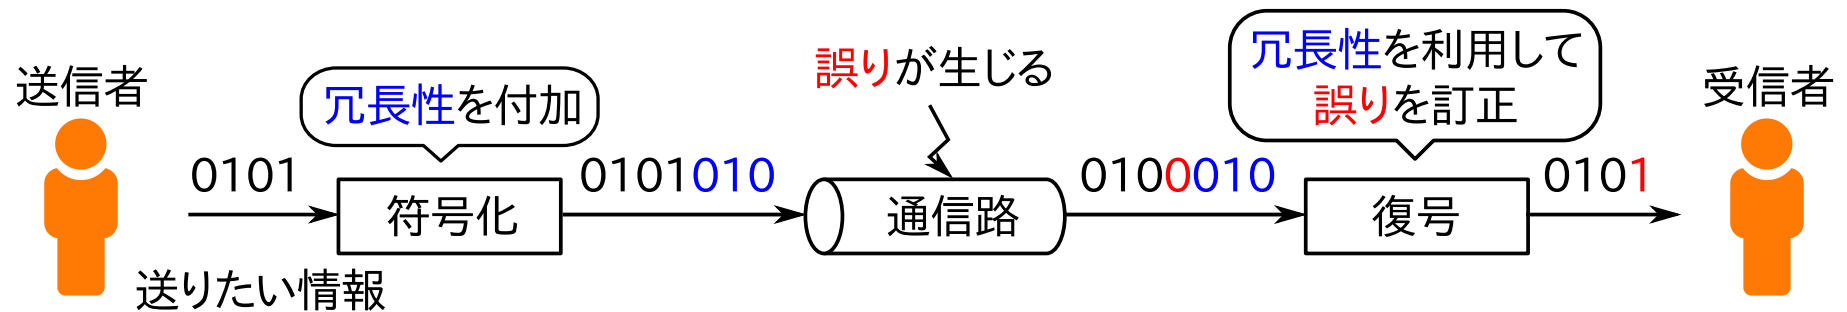 送信者
0101
送りたい情報
冗長性を付加
符号化
0101010
誤りが生じる
通信路
0100010
冗長性を利用して
誤りを訂正
復号
0101
受信者